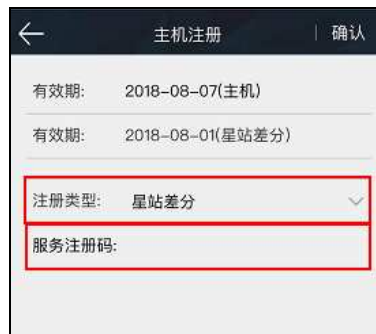 主机注册 确认
有效期: 2018-08-07(主机)
有效期: 2018-08-01(星站差分)
注册类型: 星站差分
服务注册码: